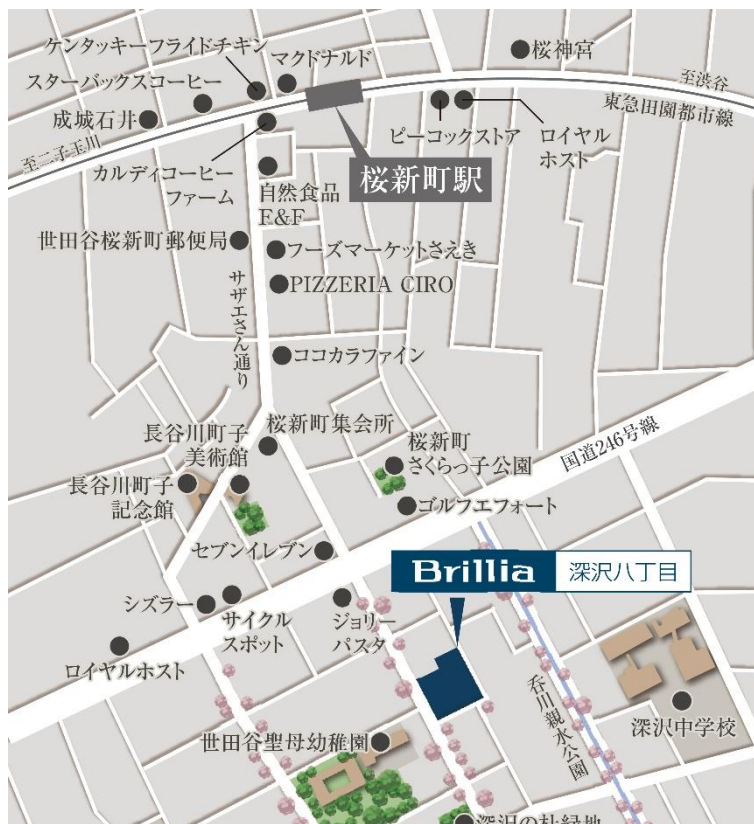 ケンタッキーフライドチキン
マクドナルド
桜神宮
スターバックスコーヒー
至渋谷
成城石井
東急田園都市線
ピーコックストア
ロイヤル
ホスト
至二子玉川
カルディコーヒー
ファーム
桜新町駅
自然食品
F&F
世田谷桜新町郵便局
フーズマーケットさえき
PIZZERIA CIRO
サザエさん通り
ココカラファイン
長谷川町子
美術館
桜新町集会所
桜新町
さくらっ子公園
国道246号線
長谷川町子
記念館
ゴルフエフォート
セブンイレブン
Brillia 深沢八丁目
シズラー
サイクル
スポット
ジョリー
パスタ
ロイヤルホスト
呑川親水公園
深沢中学校
世田谷聖母幼稚園
深沢の杜緑地